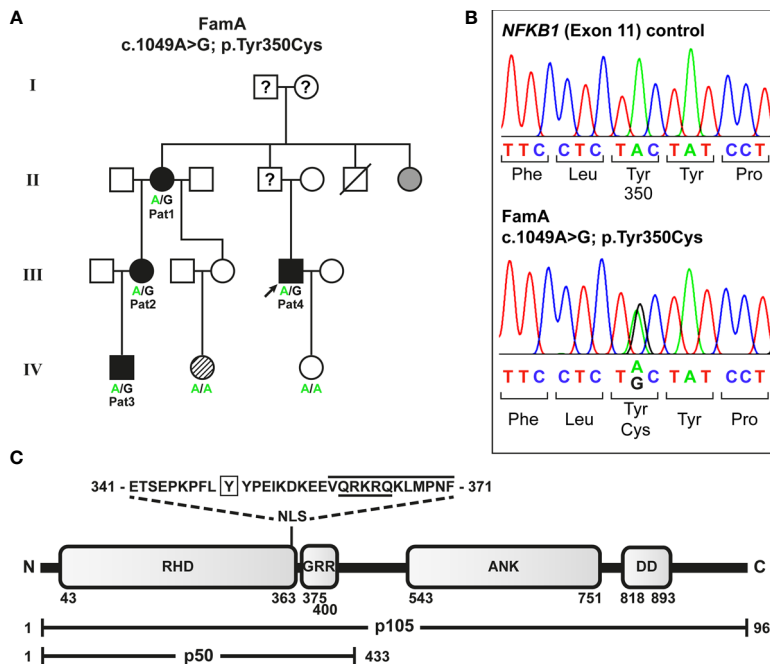 A
FamA
c.1049A>G; p.Tyr350Cys
I
? ?
II
?
A/G
Pat1
III
A/G
Pat2
A/G
Pat4
IV
A/G
Pat3
A/A
A/A
B
NFKB1 (Exon 11) control
T T C C T C T A C T A T C C T
Phe Leu Tyr Tyr Pro
350
FamA
c.1049A>G; p.Tyr350Cys
A
T T C C T C T C T A T C C T
G
Phe Leu Tyr Tyr Pro
Cys
C
341 - ETSEPKPFL Y YPEIKDKEEVQRKRQKLMPNF - 371
NLS
N RHD GRR ANK DD C
43 363 375 543 751 818 893
400
1 p105 96
1 p50 433